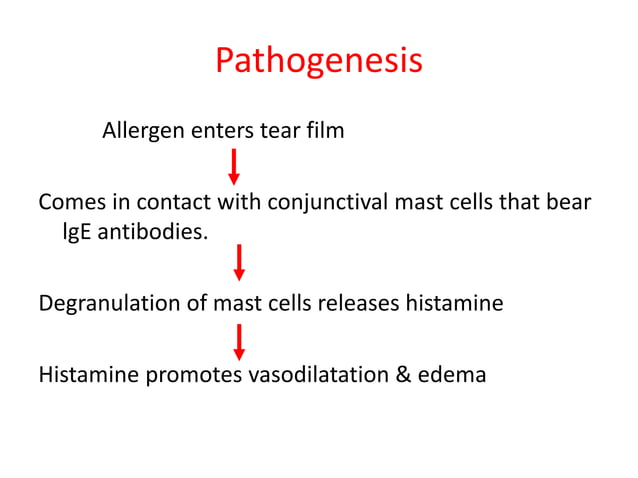 Pathogenesis
Allergen enters tear film
Comes in contact with conjunctival mast cells that bear
lgE antibodies.
Degranulation of mast cells releases histamine
Histamine promotes vasodilatation & edema